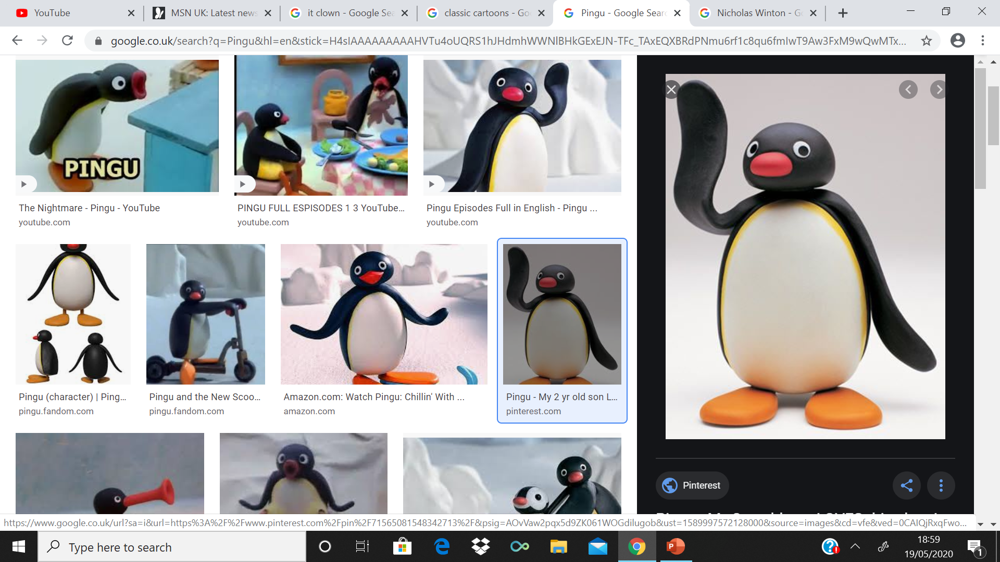 YouTube
MSN UK: Latest news
it clown - Google Sea
classic cartoons - Go
Pingu - Google Searc
Nicholas Winton - G
google.co.uk/search?q=Pingu&hl=en&stick=
PINGU
The Nightmare - Pingu - YouTube
youtube.com
PINGU FULL ESPISODES 1 3 YouTube...
youtube.com
Pingu Episodes Full in English - Pingu ...
youtube.com
Pingu (character) | Ping...
pingu.fandom.com
Pingu and the New Scoo...
pingu.fandom.com
Amazon.com: Watch Pingu: Chillin' With ...
amazon.com
Pingu - My 2 yr old son L...
pinterest.com
Pinterest
https://www.google.co.uk/url?sa=i&url=https%3A%2F%2Fwww.pinterest.com%2Fpin%2F71565081548342713%2F&psig=AOvVaw2pqx5d9ZK061WOGdilugob&ust=1589997572128000&source=images&cd=vfe&ved=0CAIQjRxqFwo...
Type here to search
P
18:59
19/05/2020
1